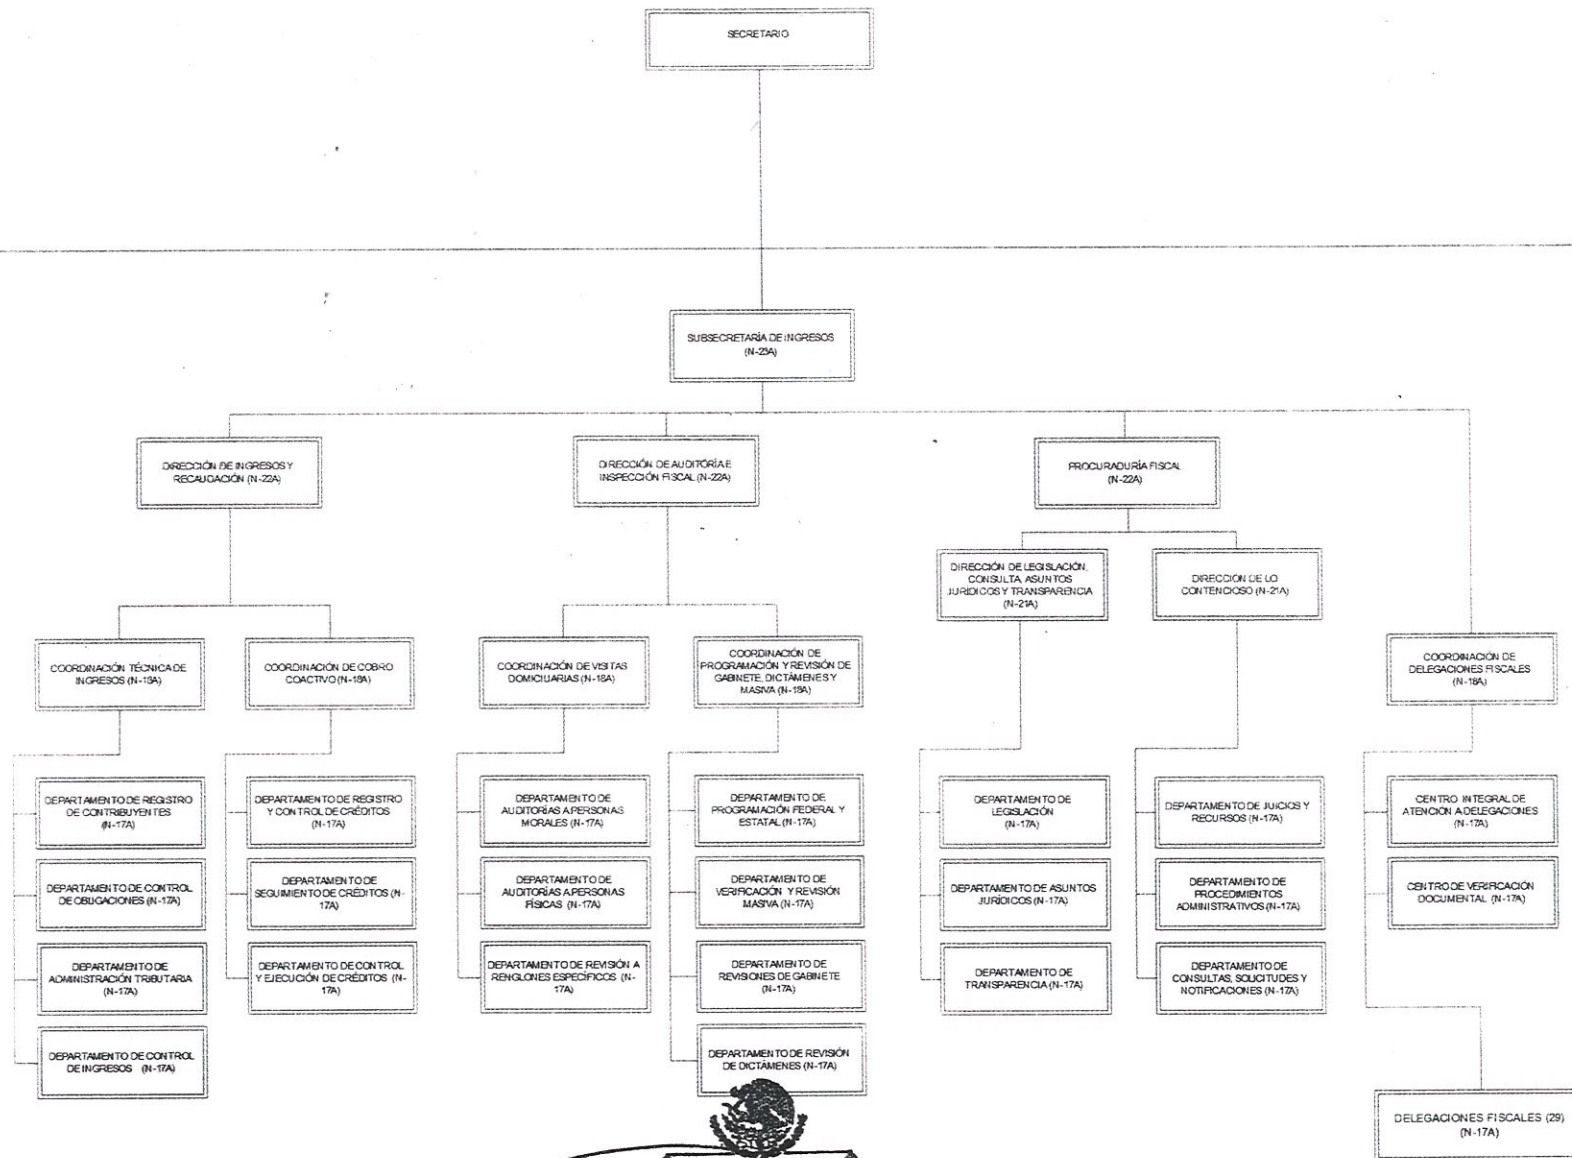 SECRETARIO
SUBSECRETARÍA DE INGRESOS
(N-23A)
DIRECCIÓN DE INGRESOS Y
RECAUDACIÓN (N-22A)
DIRECCIÓN DE AUDITORÍA E
INSPECCIÓN FISCAL (N-22A)
PROCURADURÍA FISCAL
(N-22A)
DIRECCIÓN DE LEGISLACIÓN,
CONSULTA ASUNTOS
JURÍDICOS Y TRANSPARENCIA
(N-21A)
DIRECCIÓN DE LO
CONTENCIOSO (N-21A)
COORDINACIÓN TÉCNICA DE
INGRESOS (N-18A)
COORDINACIÓN DE COBRO
COACTIVO (N-18A)
COORDINACIÓN DE VISITAS
DOMICILIARIAS (N-18A)
COORDINACIÓN DE
PROGRAMACIÓN Y REVISIÓN DE
GABINETE, DICTÁMENES Y
MASIVA (N-18A)
COORDINACIÓN DE
DELEGACIONES FISCALES
(N-18A)
DEPARTAMENTO DE REGISTRO
DE CONTRIBUYENTES
(N-17A)
DEPARTAMENTO DE REGISTRO
Y CONTROL DE CRÉDITOS
(N-17A)
DEPARTAMENTO DE
AUDITORÍAS A PERSONAS
MORALES (N-17A)
DEPARTAMENTO DE
PROGRAMACIÓN FEDERAL Y
ESTATAL (N-17A)
DEPARTAMENTO DE
LEGISLACIÓN
(N-17A)
DEPARTAMENTO DE JUICIOS Y
RECURSOS (N-17A)
CENTRO INTEGRAL DE
ATENCIÓN A DELEGACIONES
(N-17A)
DEPARTAMENTO DE CONTROL
DE OBLIGACIONES (N-17A)
DEPARTAMENTO DE
SEGUIMIENTO DE CRÉDITOS (N-
17A)
DEPARTAMENTO DE
AUDITORÍAS A PERSONAS
FÍSICAS (N-17A)
DEPARTAMENTO DE
VERIFICACIÓN Y REVISIÓN
MASIVA (N-17A)
DEPARTAMENTO DE ASUNTOS
JURÍDICOS (N-17A)
DEPARTAMENTO DE
PROCEDIMIENTOS
ADMINISTRATIVOS (N-17A)
CENTRO DE VERIFICACIÓN
DOCUMENTAL (N-17A)
DEPARTAMENTO DE
ADMINISTRACIÓN TRIBUTARIA
(N-17A)
DEPARTAMENTO DE CONTROL
Y EJECUCIÓN DE CRÉDITOS (N-
17A)
DEPARTAMENTO DE REVISIÓN A
RENGLONES ESPECÍFICOS (N-
17A)
DEPARTAMENTO DE
REVISIONES DE GABINETE
(N-17A)
DEPARTAMENTO DE
TRANSPARENCIA (N-17A)
DEPARTAMENTO DE
CONSULTAS, SOLICITUDES Y
NOTIFICACIONES (N-17A)
DEPARTAMENTO DE CONTROL
DE INGRESOS (N-17A)
DEPARTAMENTO DE REVISIÓN
DE DICTÁMENES (N-17A)
DELEGACIONES FISCALES (29)
(N-17A)